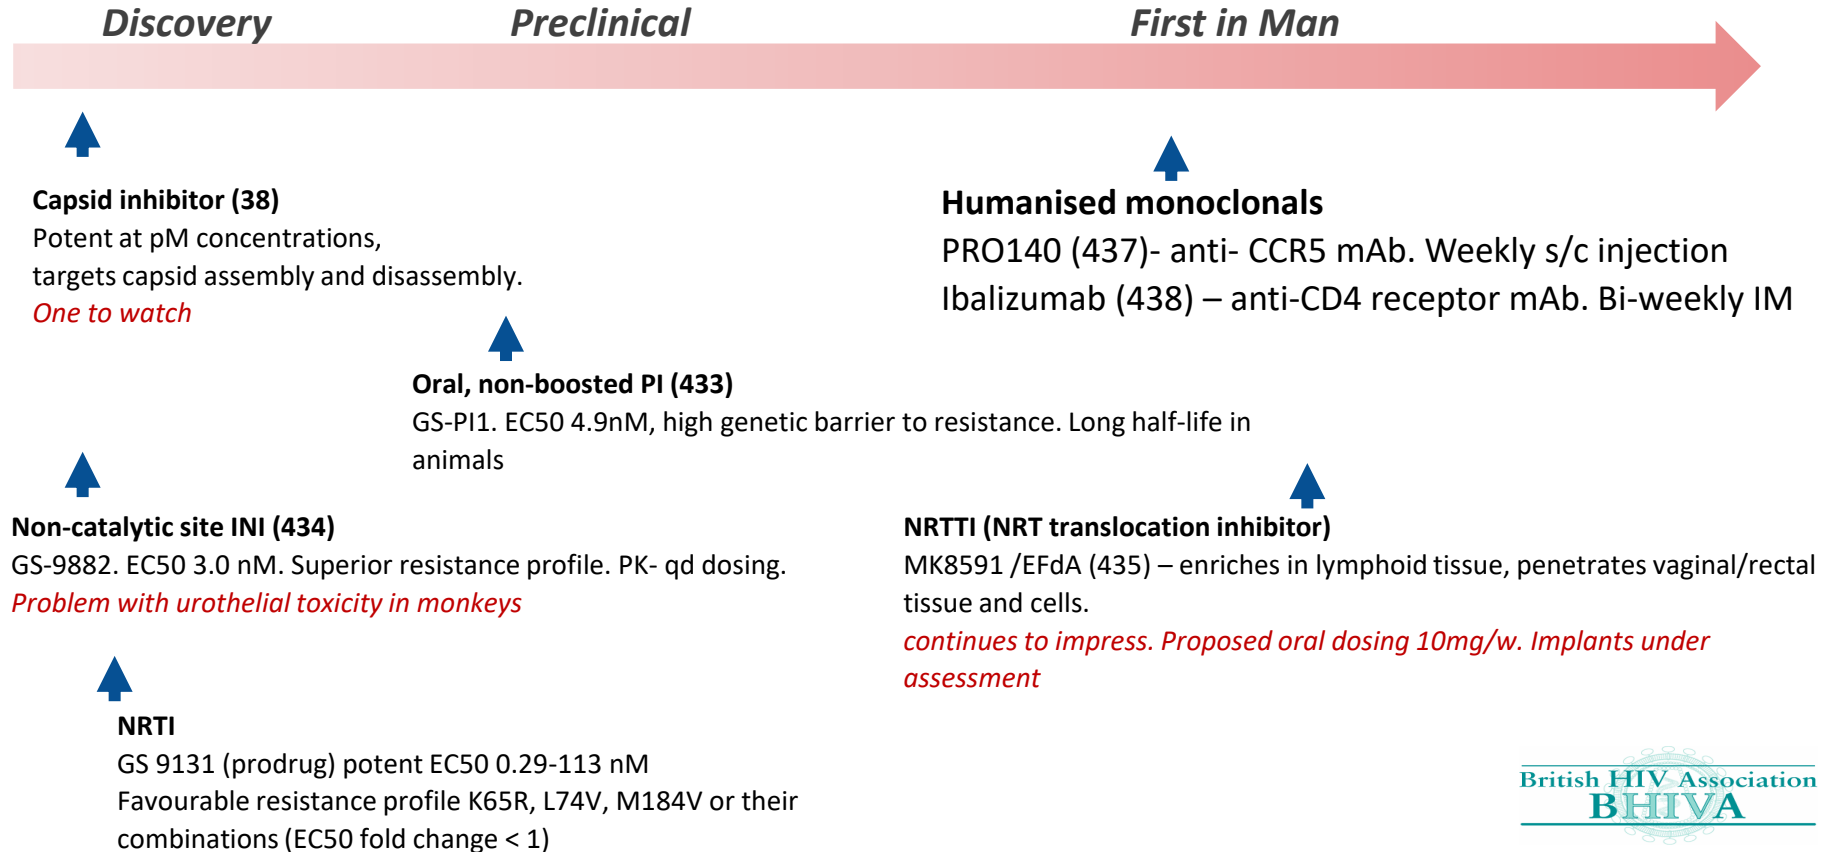 Discovery
Preclinical
First in Man
Capsid inhibitor (38)
Potent at pM concentrations,
targets capsid assembly and disassembly.
One to watch
Humanised monoclonals
PRO140 (437)- anti- CCR5 mAb. Weekly s/c injection
Ibalizumab (438) – anti-CD4 receptor mAb. Bi-weekly IM
Oral, non-boosted PI (433)
GS-PI1. EC50 4.9nM, high genetic barrier to resistance. Long half-life in
animals
Non-catalytic site INI (434)
GS-9882. EC50 3.0 nM. Superior resistance profile. PK- qd dosing.
Problem with urothelial toxicity in monkeys
NRTTI (NRT translocation inhibitor)
MK8591 /EFdA (435) – enriches in lymphoid tissue, penetrates vaginal/rectal
tissue and cells.
continues to impress. Proposed oral dosing 10mg/w. Implants under
assessment
NRTI
GS 9131 (prodrug) potent EC50 0.29-113 nM
Favourable resistance profile K65R, L74V, M184V or their
combinations (EC50 fold change < 1)
British HIV Association
BHIVA